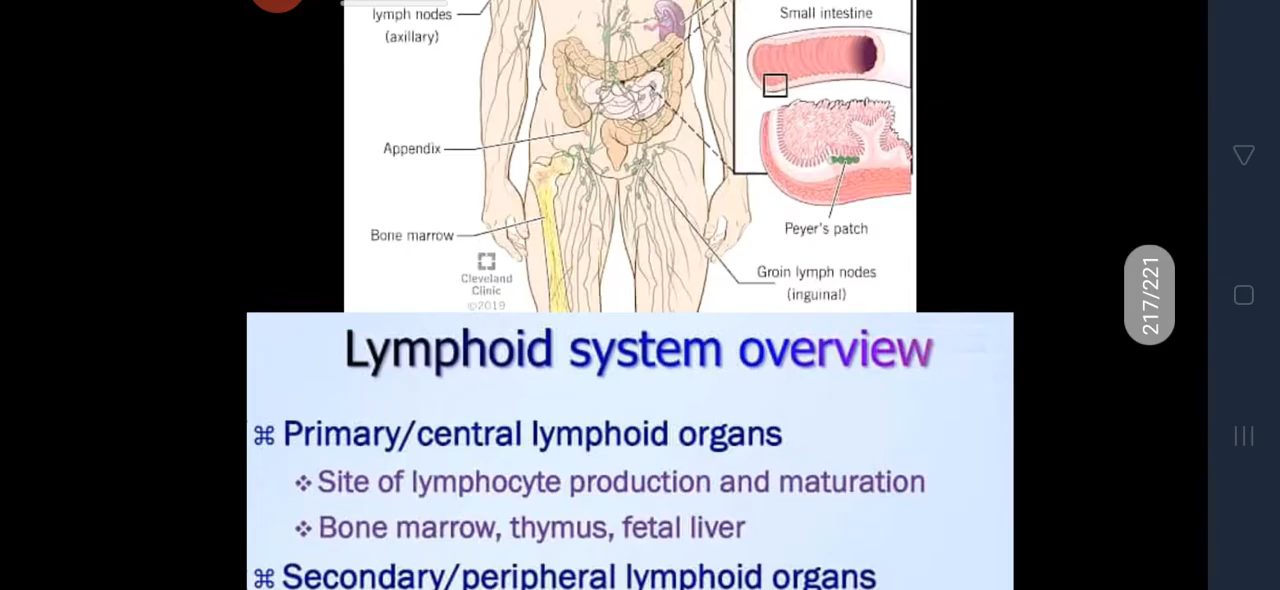 lymph nodes
(axillary)
Small intestine
Appendix
Peyer's patch
Bone marrow
Groin lymph nodes
(inguinal)
Cleveland
Clinic
©2019
217/221
Lymphoid system overview
⌘ Primary/central lymphoid organs
❖ Site of lymphocyte production and maturation
❖ Bone marrow, thymus, fetal liver
⌘ Secondary/peripheral lymphoid organs